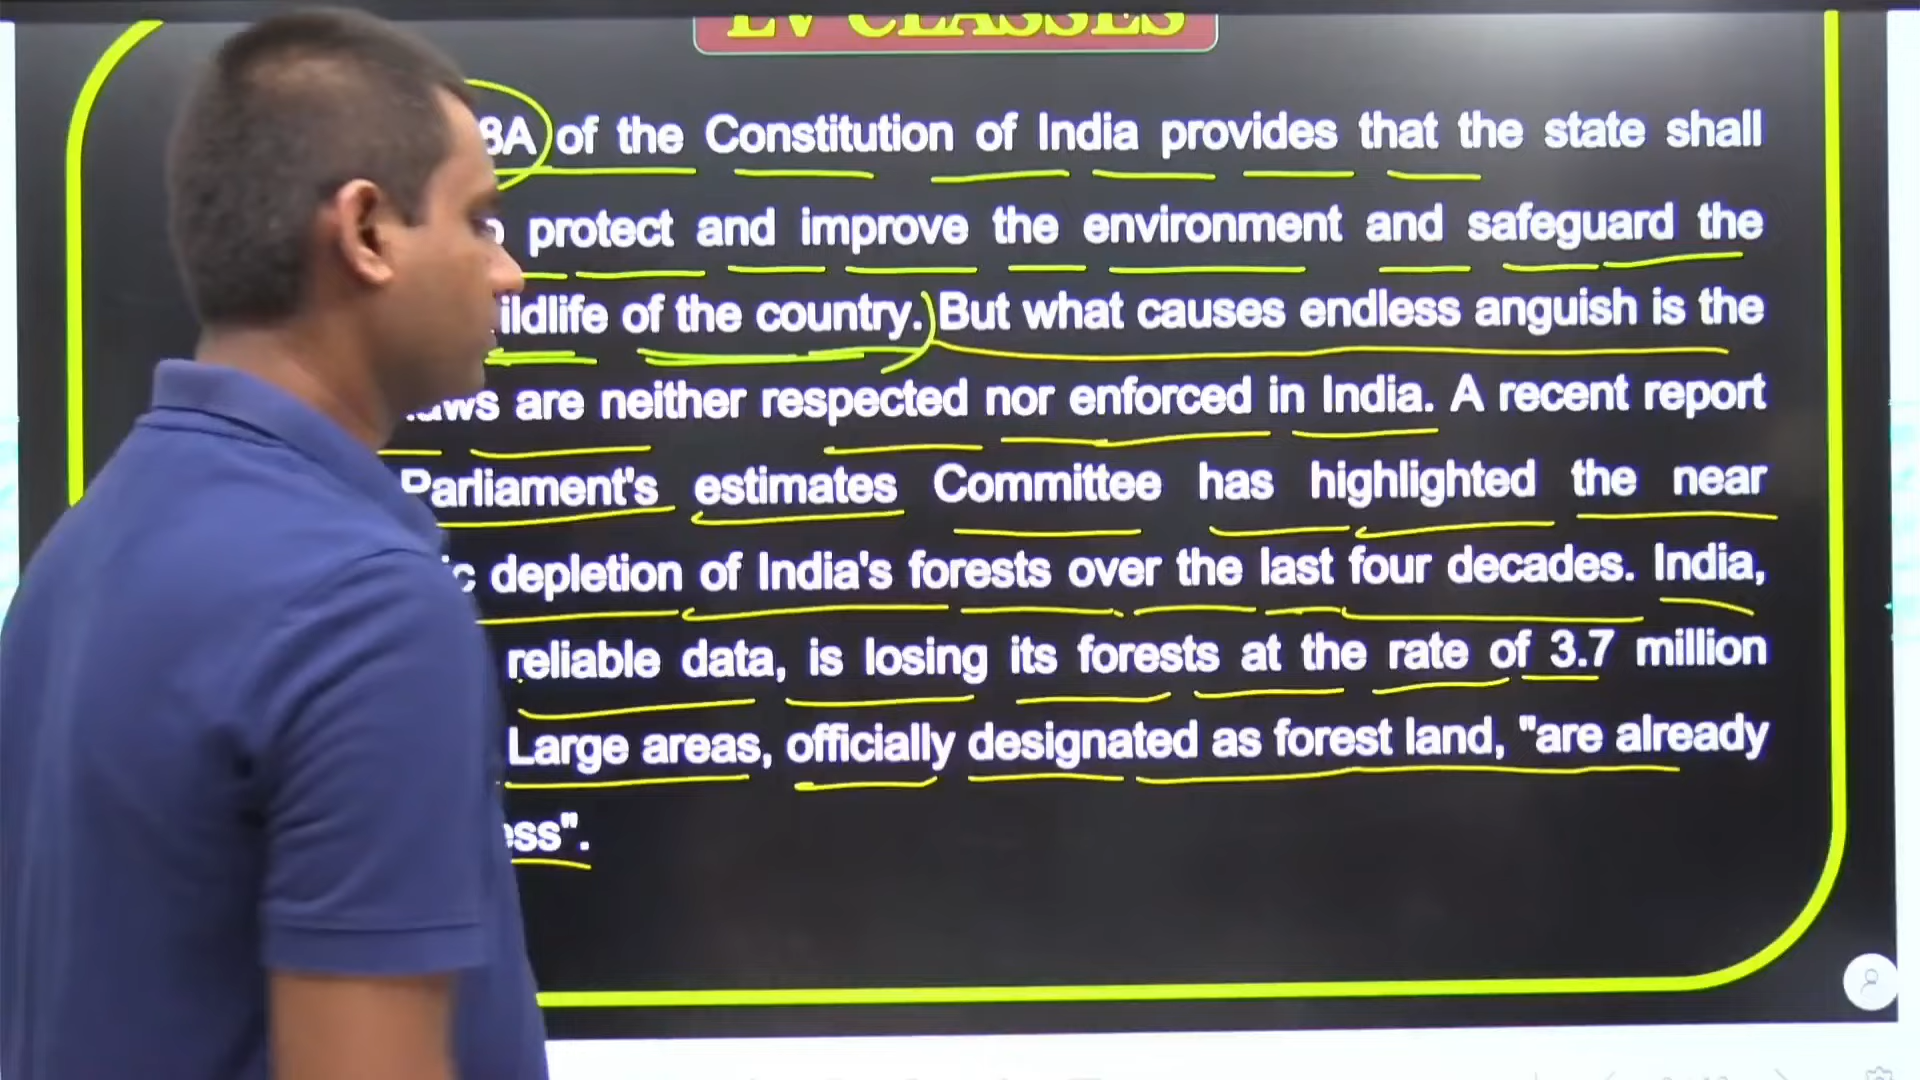 EV CLASSES
of the Constitution of India provides that the state shall
protect and improve the environment and safeguard the
of the country. But what causes endless anguish is the
are neither respected nor enforced in India. A recent report
Parliament's estimates Committee has highlighted the near
depletion of India's forests over the last four decades. India,
reliable data, is losing its forests at the rate of 3.7 million
Large areas, officially designated as forest land, "are already